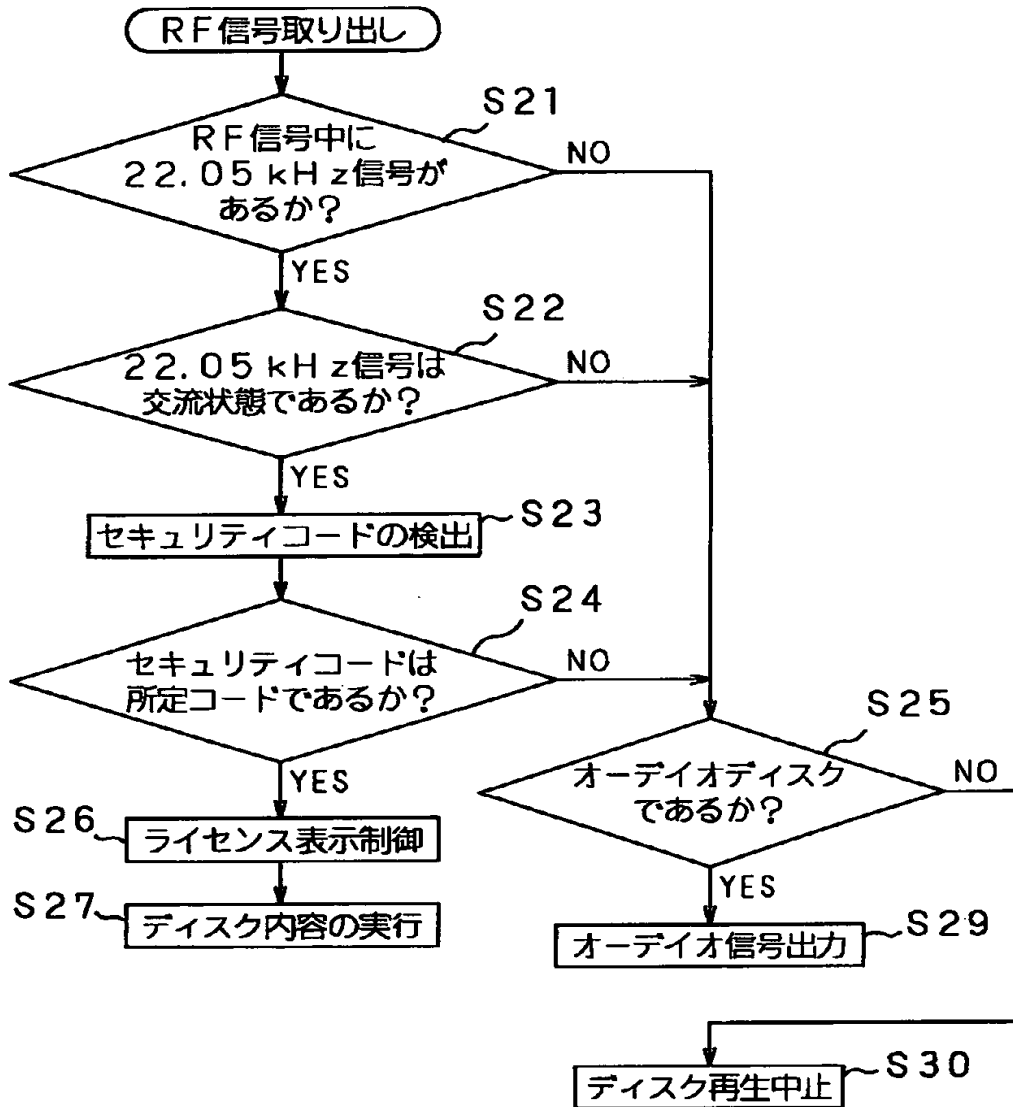 RF信号取り出し
S21
RF信号中に
22.05kHz信号が
あるか?
NO
YES
S22
22.05kHz信号は
交流状態であるか?
NO
YES
セキュリティコードの検出
S23
S24
セキュリティコードは
所定コードであるか?
NO
YES
S25
オーデイオディスク
であるか?
NO
YES
S26
ライセンス表示制御
S27
ディスク内容の実行
オーデイオ信号出力
S29
ディスク再生中止
S30